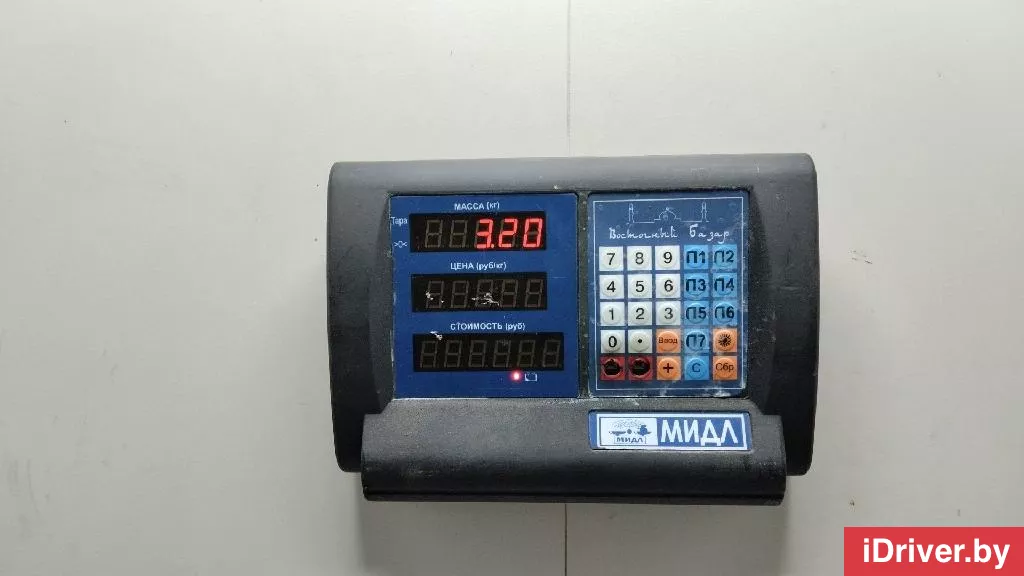 МАССА (кг)
Тара
>0<
3.20
ЦЕНА (руб/кг)
СТОИМОСТЬ (руб)
Восточный базар
7 8 9 П1 П2
4 5 6 П3 П4
1 2 3 П5 П6
0 • Ввод П7
+ С Сбр
МИДЛ МИДЛ
iDriver.by